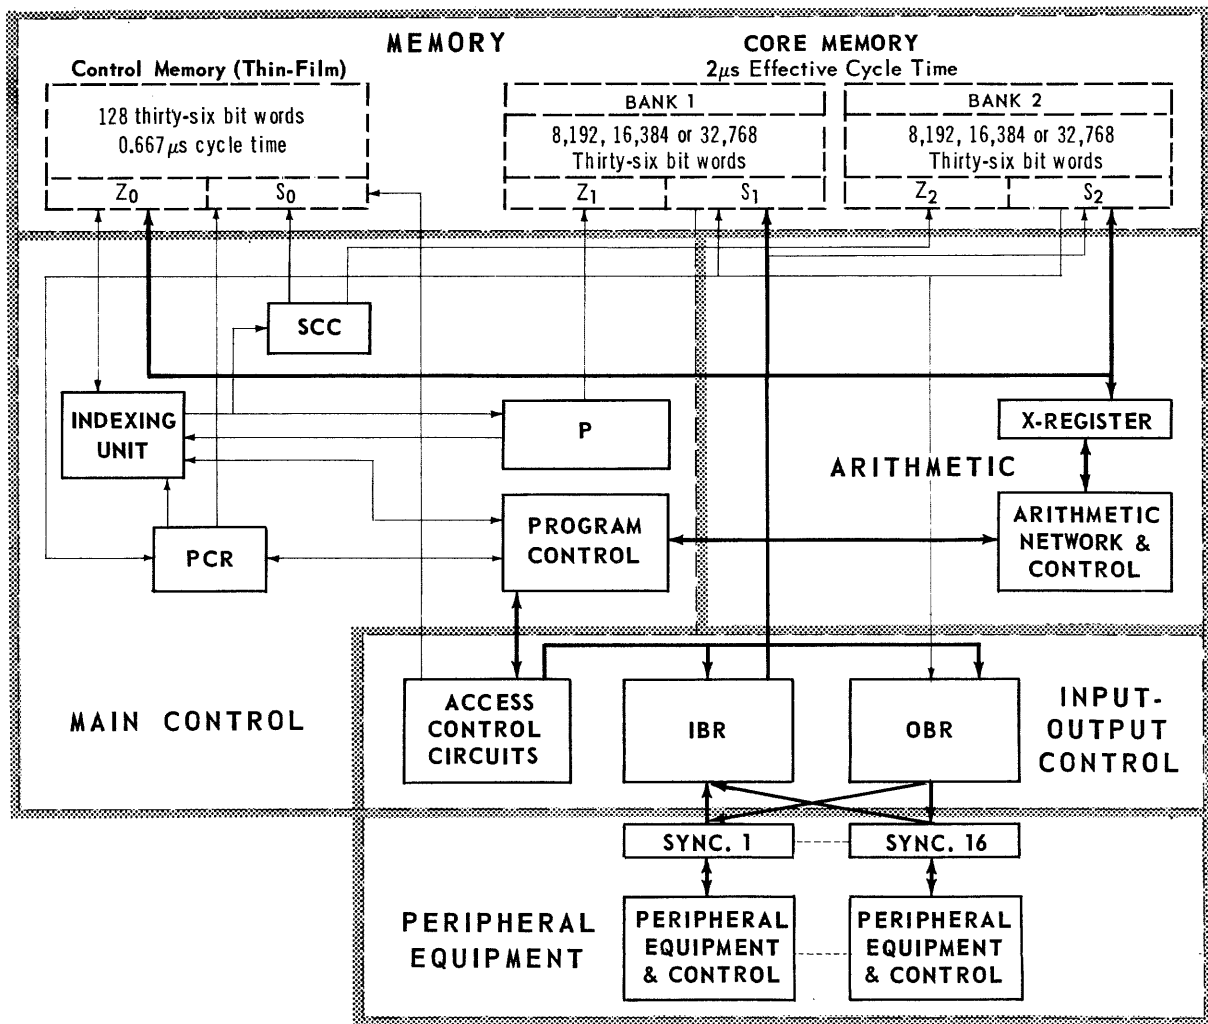 MEMORY
CORE MEMORY
2µs Effective Cycle Time
Control Memory (Thin-Film)
128 thirty-six bit words
0.667µs cycle time
Z0
S0
BANK 1
8,192, 16,384 or 32,768
Thirty-six bit words
Z1
S1
BANK 2
8,192, 16,384 or 32,768
Thirty-six bit words
Z2
S2
SCC
INDEXING
UNIT
P
X-REGISTER
ARITHMETIC
PROGRAM
CONTROL
ARITHMETIC
NETWORK &
CONTROL
PCR
MAIN CONTROL
ACCESS
CONTROL
CIRCUITS
IBR
OBR
INPUT-
OUTPUT
CONTROL
SYNC. 1
SYNC. 16
PERIPHERAL
EQUIPMENT
PERIPHERAL
EQUIPMENT
& CONTROL
PERIPHERAL
EQUIPMENT
& CONTROL